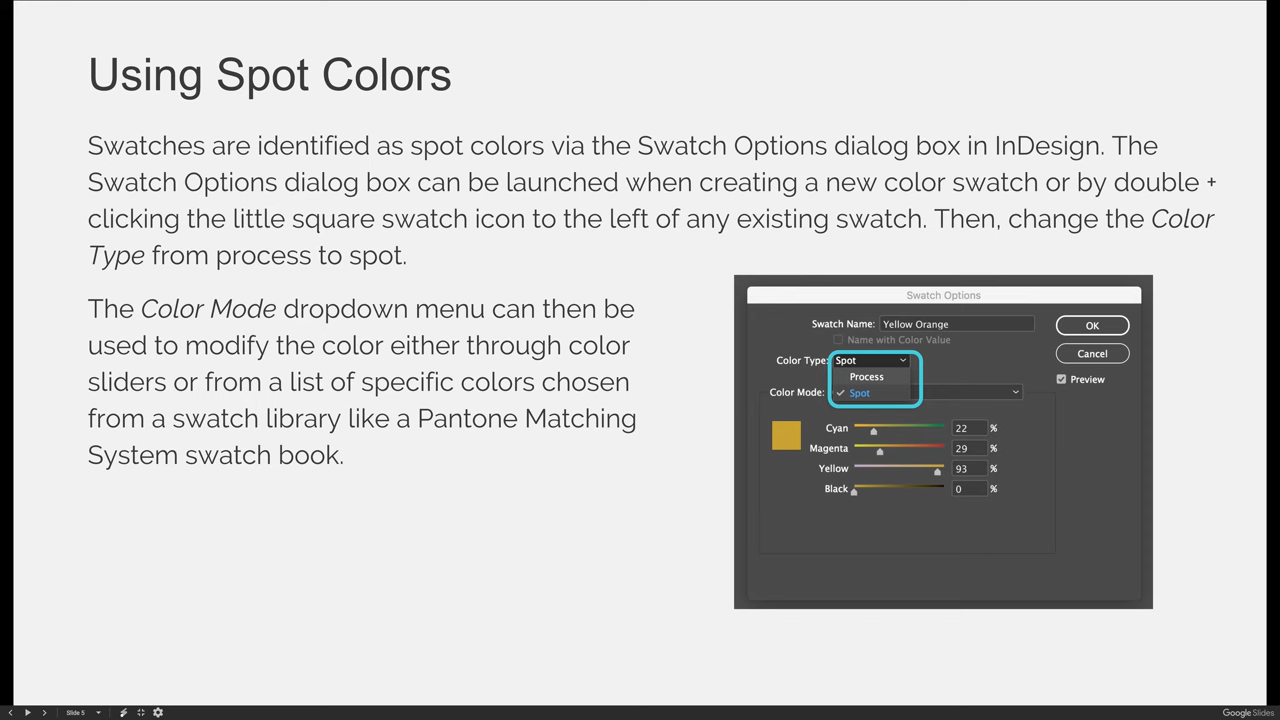 Using Spot Colors
Swatches are identified as spot colors via the Swatch Options dialog box in InDesign. The
Swatch Options dialog box can be launched when creating a new color swatch or by double +
clicking the little square swatch icon to the left of any existing swatch. Then, change the Color
Type from process to spot.
The Color Mode dropdown menu can then be
used to modify the color either through color
sliders or from a list of specific colors chosen
from a swatch library like a Pantone Matching
System swatch book.
Swatch Options
Swatch Name: Yellow Orange
Name with Color Value
Color Type: Spot
Process
Color Mode: Spot
OK
Cancel
Preview
Cyan 22 %
Magenta 29 %
Yellow 93 %
Black 0 %
Slide 5
Google Slides